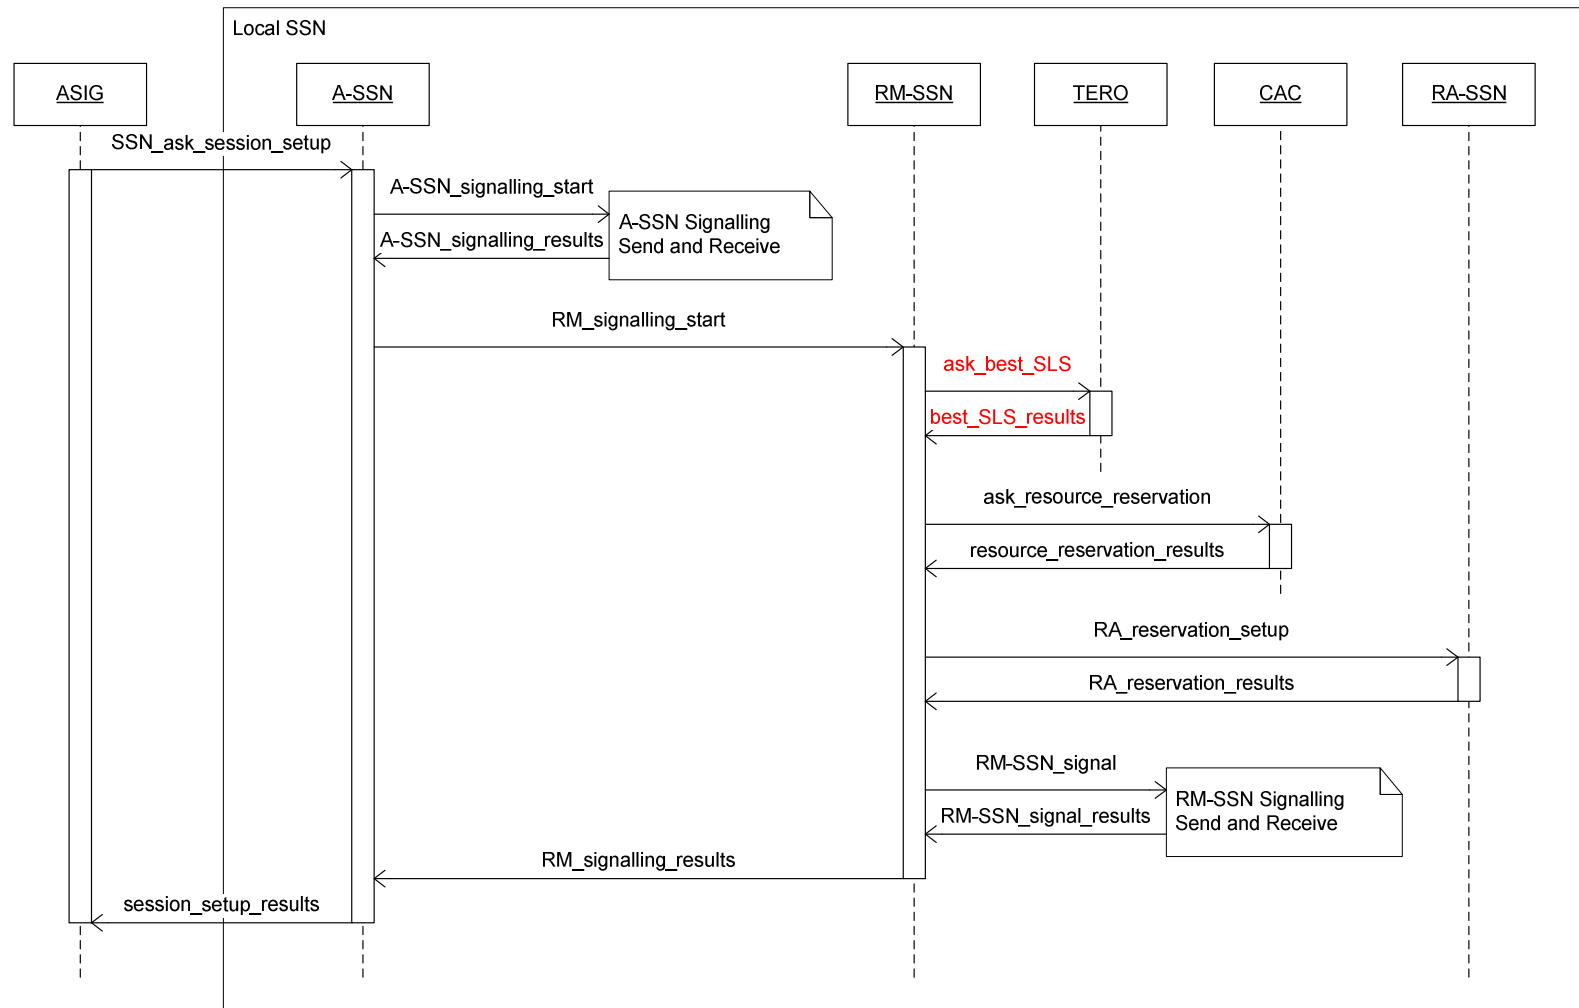 Local SSN
ASIG
A-SSN
RM-SSN
TERO
CAC
RA-SSN
SSN_ask_session_setup
A-SSN_signalling_start
A-SSN Signalling
Send and Receive
A-SSN_signalling_results
RM_signalling_start
ask_best_SLS
best_SLS_results
ask_resource_reservation
resource_reservation_results
RA_reservation_setup
RA_reservation_results
RM-SSN_signal
RM-SSN Signalling
Send and Receive
RM-SSN_signal_results
RM_signalling_results
session_setup_results